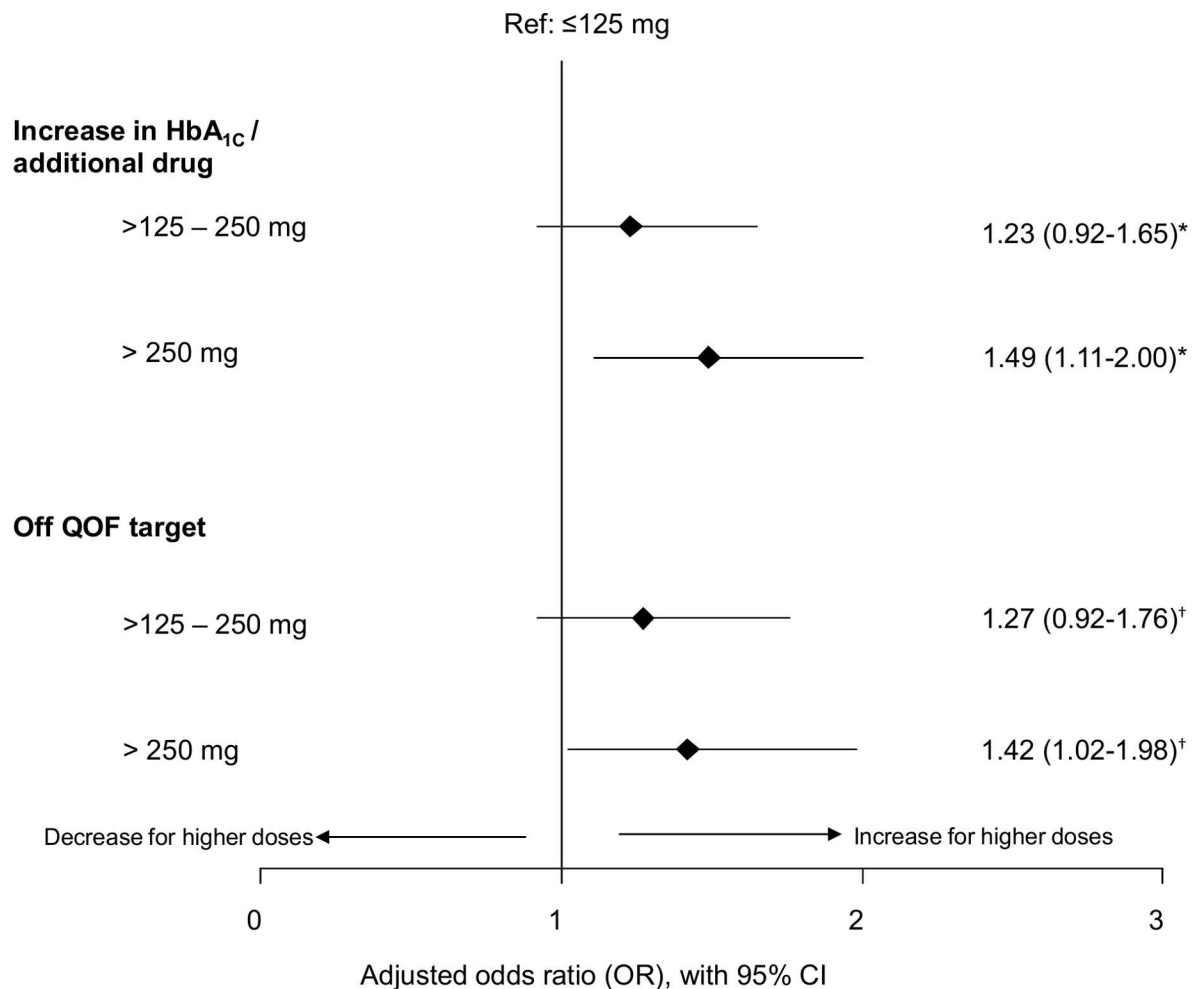 Ref: ≤125 mg
Increase in HbA1C /
additional drug
>125 – 250 mg
1.23 (0.92-1.65)*
> 250 mg
1.49 (1.11-2.00)*
Off QOF target
>125 – 250 mg
1.27 (0.92-1.76)†
> 250 mg
1.42 (1.02-1.98)†
Decrease for higher doses
Increase for higher doses
0 1 2 3
Adjusted odds ratio (OR), with 95% CI